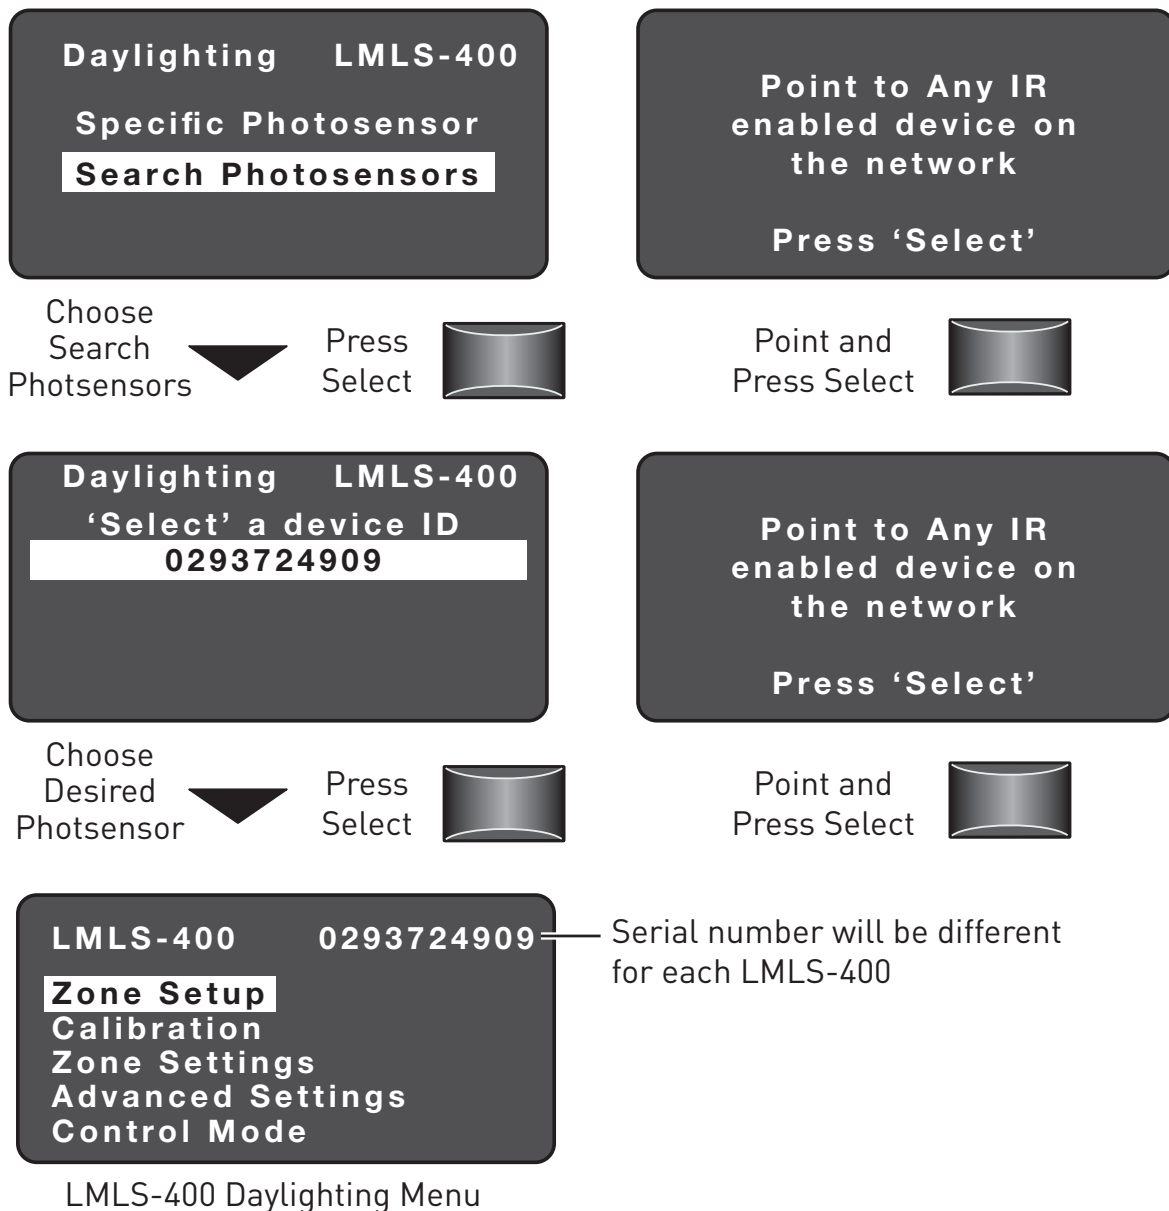 Daylighting LMLS-400
Specific Photosensor
Search Photosensors
Point to Any IR
enabled device on
the network
Press ‘Select’
Choose
Search
Photsensors
Press
Select
Point and
Press Select
Daylighting LMLS-400
‘Select’ a device ID
0293724909
Point to Any IR
enabled device on
the network
Press ‘Select’
Choose
Desired
Photsensor
Press
Select
Point and
Press Select
LMLS-400 0293724909
Zone Setup
Calibration
Zone Settings
Advanced Settings
Control Mode
Serial number will be different
for each LMLS-400
LMLS-400 Daylighting Menu